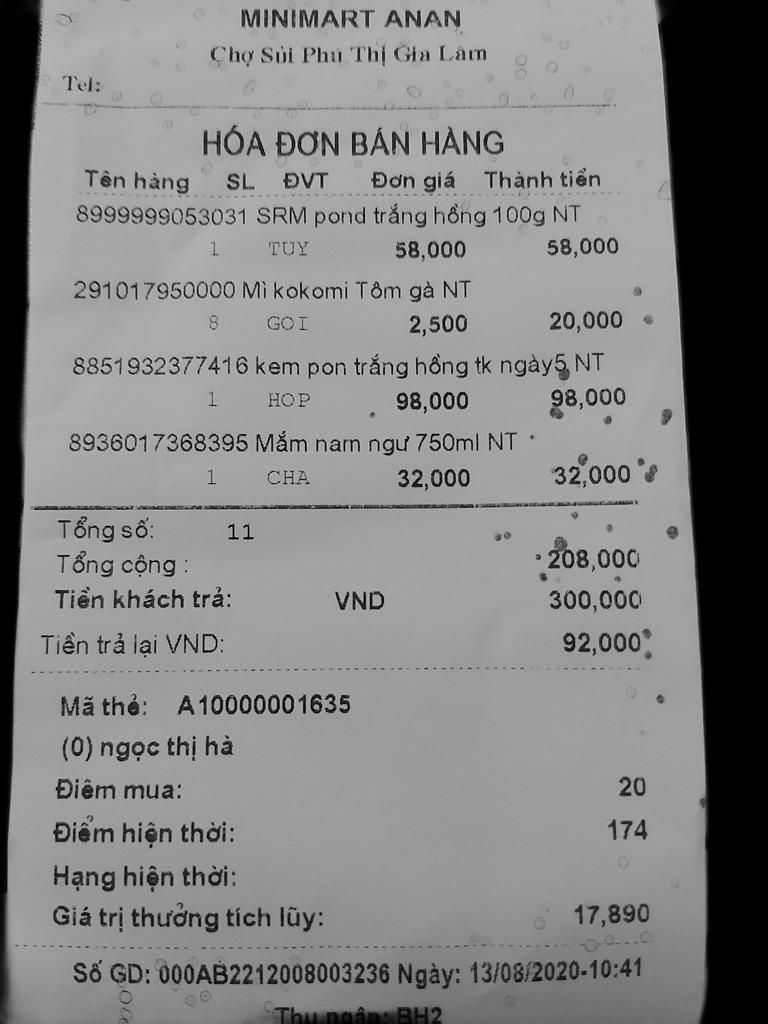 MINIMART ANAN
Chợ Sủi Phú Thị Gia Lâm
Tel:
HÓA ĐƠN BÁN HÀNG
Tên hàng SL ĐVT Đơn giá Thành tiền
8999999053031 SRM pond trắng hồng 100g NT
1 TUY 58,000 58,000
291017950000 Mì kokomi Tôm gà NT
8 GOI 2,500 20,000
8851932377416 kem pon trắng hồng tk ngày5 NT
1 HOP 98,000 98,000
8936017368395 Mắm nam ngư 750ml NT
1 CHA 32,000 32,000
Tổng số: 11
Tổng cộng : 208,000
Tiền khách trả: VND 300,000
Tiền trả lại VND: 92,000
Mã thẻ: A10000001635
(0) ngọc thị hà
Điêm mua: 20
Điểm hiện thời: 174
Hạng hiện thời:
Giá trị thưởng tích lũy: 17,890
Số GD: 000AB2212008003236 Ngày: 13/08/2020-10:41
Thu ngân: BH2